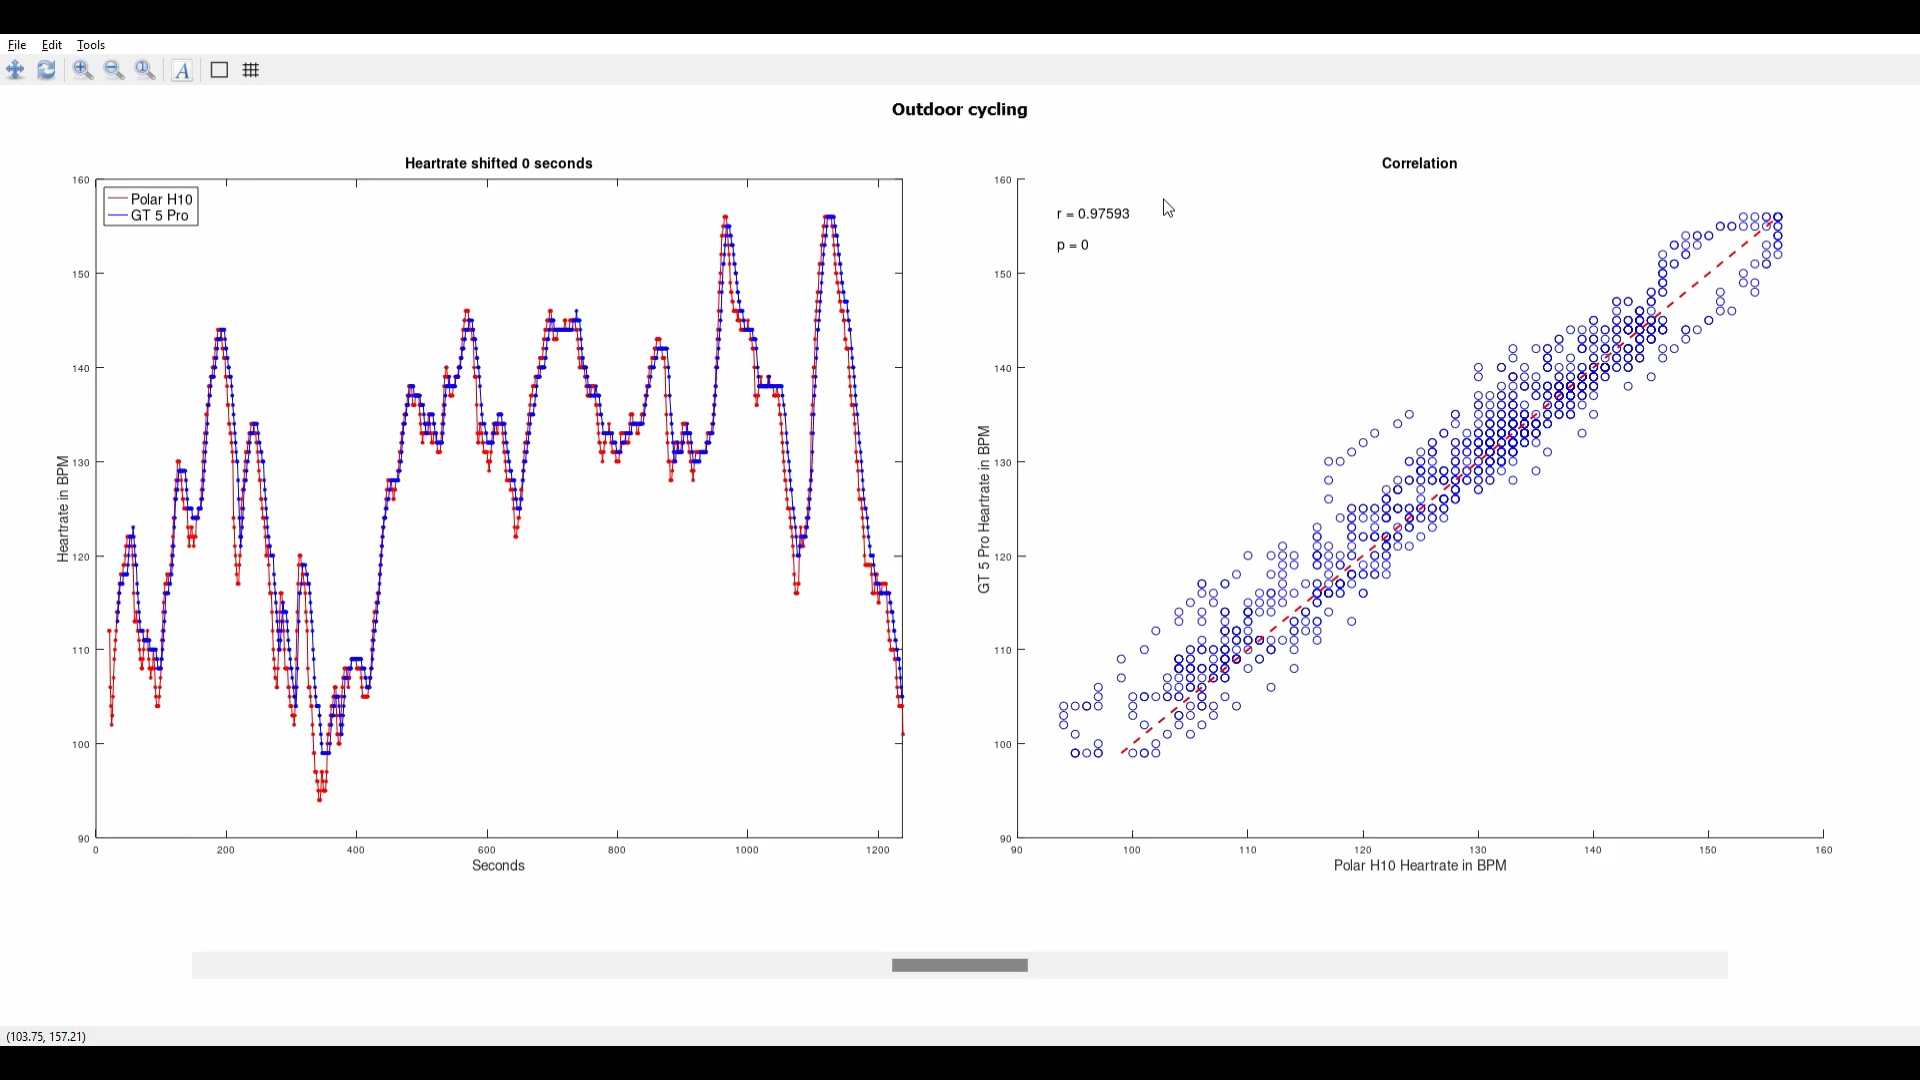 File Edit Tools
Outdoor cycling
Heartrate shifted 0 seconds
Polar H10
GT 5 Pro
160
150
140
130
120
110
100
90
Heartrate in BPM
0 200 400 600 800 1000 1200
Seconds
Correlation
r = 0.97593
p = 0
160
150
140
130
120
110
100
90
GT 5 Pro Heartrate in BPM
90 100 110 120 130 140 150 160
Polar H10 Heartrate in BPM
(103.75, 157.21)